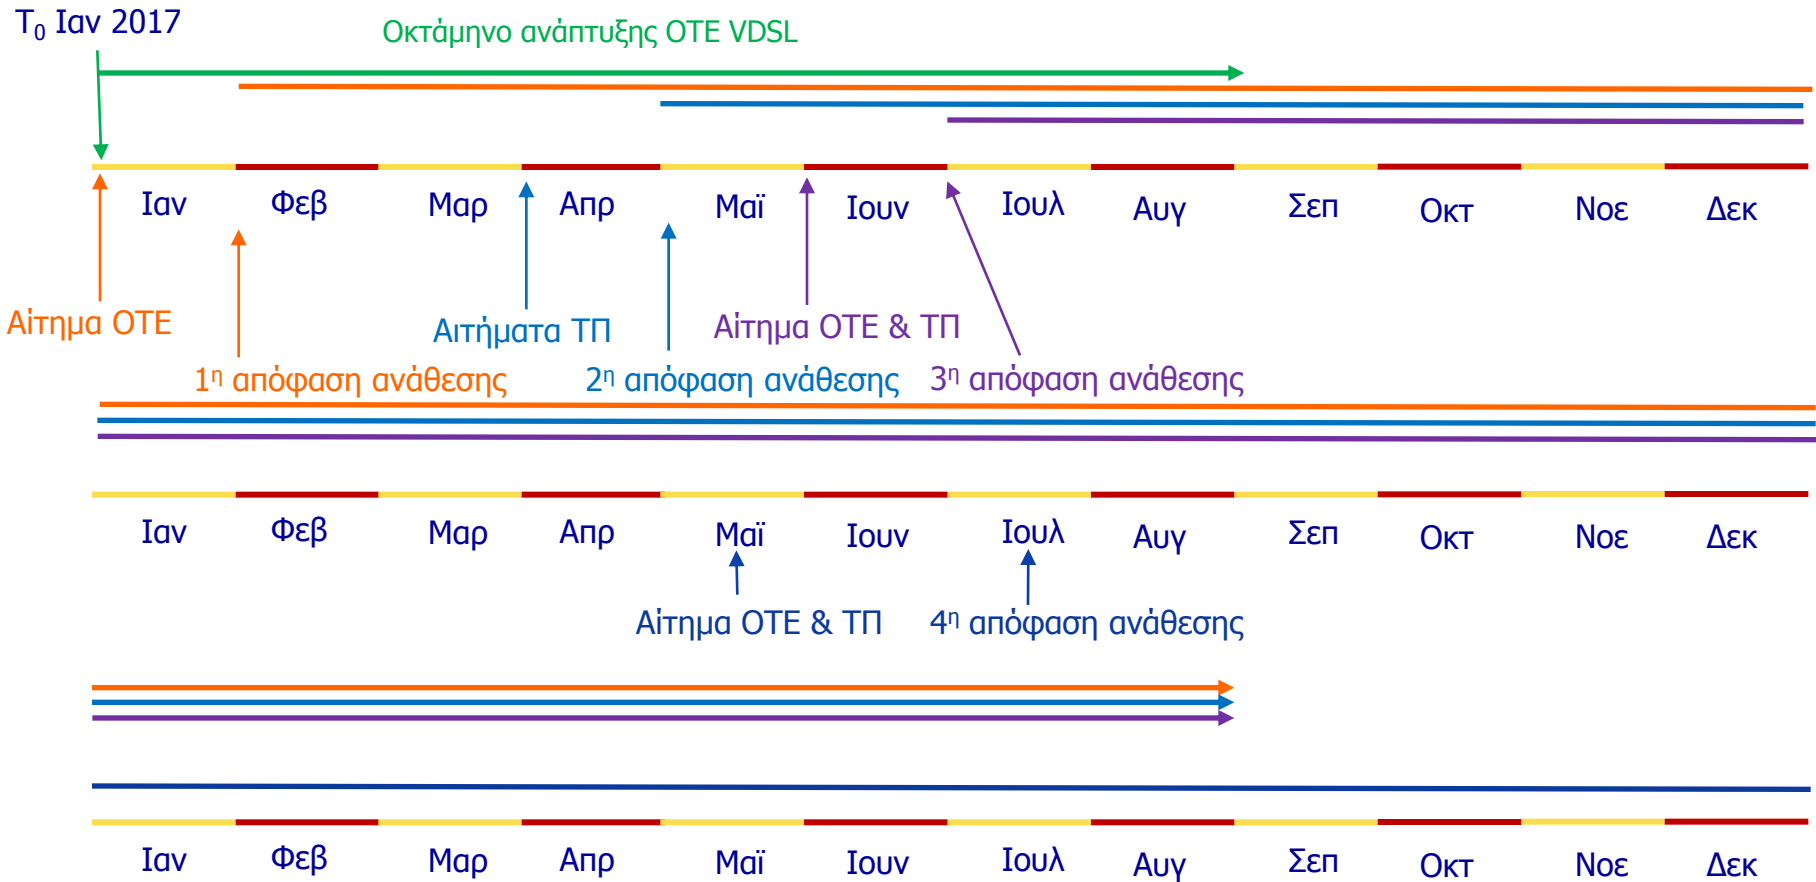 T0 Ιαν 2017
Οκτάμηνο ανάπτυξης ΟΤΕ VDSL
Ιαν Φεβ Μαρ Απρ Μαϊ Ιουν Ιουλ Αυγ Σεπ Οκτ Νοε Δεκ
Αίτημα ΟΤΕ Αιτήματα ΤΠ Αίτημα ΟΤΕ & ΤΠ
1η απόφαση ανάθεσης 2η απόφαση ανάθεσης 3η απόφαση ανάθεσης
Ιαν Φεβ Μαρ Απρ Μαϊ Ιουν Ιουλ Αυγ Σεπ Οκτ Νοε Δεκ
Αίτημα ΟΤΕ & ΤΠ 4η απόφαση ανάθεσης
Ιαν Φεβ Μαρ Απρ Μαϊ Ιουν Ιουλ Αυγ Σεπ Οκτ Νοε Δεκ